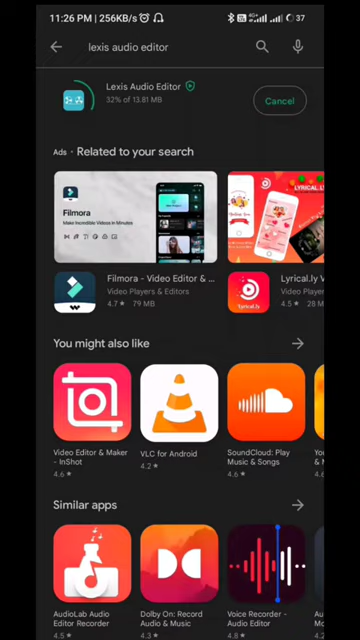 11:26 PM | 256KB/s
37
lexis audio editor
Lexis Audio Editor
32% of 13.81 MB
Cancel
Ads · Related to your search
Filmora
Make Incredible Videos in Minutes
LYRICAL.LY
Filmora - Video Editor & ...
Video Players & Editors
4.7★ 79 MB
Lyrical.ly
Video Players
4.5★ 28 M
You might also like
Video Editor & Maker - InShot
4.6★
VLC for Android
4.2★
SoundCloud: Play Music & Songs
4.6★
Similar apps
AudioLab Audio Editor Recorder
4.5★
Dolby On: Record Audio & Music
4.3★
Voice Recorder - Audio Editor
4.6★